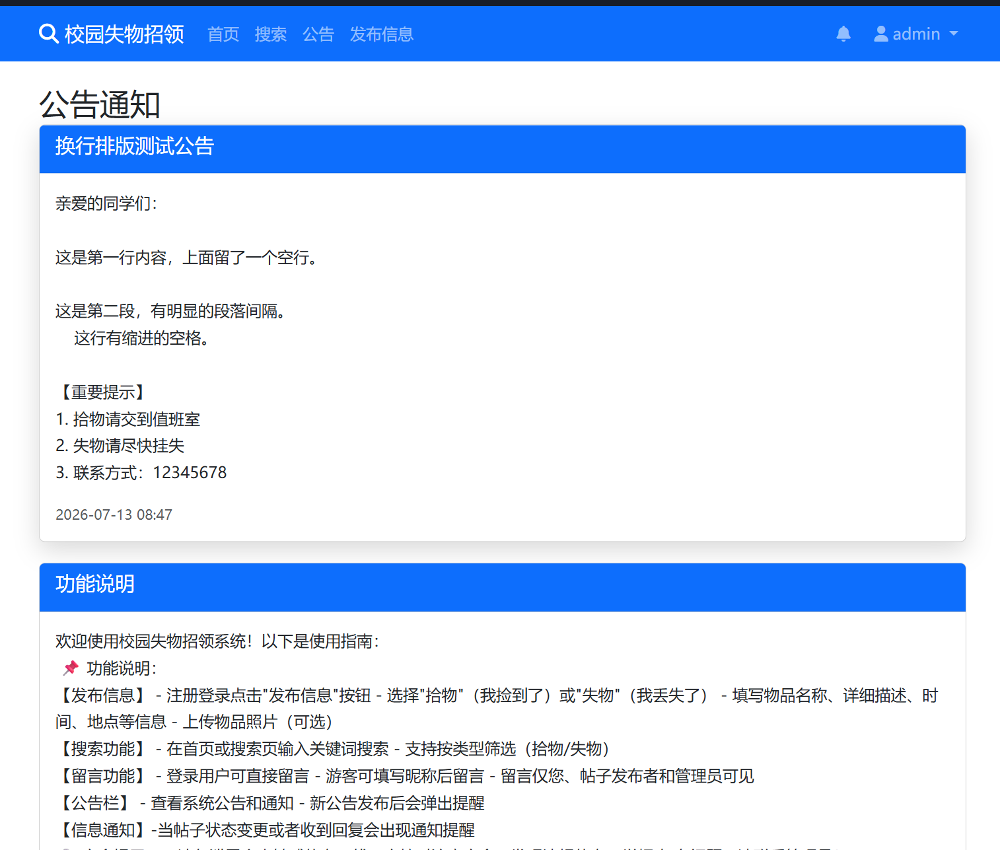 校园失物招领 首页 搜索 公告 发布信息 admin
公告通知
换行排版测试公告
亲爱的同学们：
这是第一行内容，上面留了一个空行。
这是第二段，有明显的段落间隔。
这行有缩进的空格。
【重要提示】
1. 拾物请交到值班室
2. 失物请尽快挂失
3. 联系方式：12345678
2026-07-13 08:47
功能说明
欢迎使用校园失物招领系统！以下是使用指南：
📌 功能说明：
【发布信息】 - 注册登录点击"发布信息"按钮 - 选择"拾物"（我捡到了）或"失物"（我丢失了） - 填写物品名称、详细描述、时
间、地点等信息 - 上传物品照片（可选）
【搜索功能】 - 在首页或搜索页输入关键词搜索 - 支持按类型筛选（拾物/失物）
【留言功能】 - 登录用户可直接留言 - 游客可填写昵称后留言 - 留言仅您、帖子发布者和管理员可见
【公告栏】 - 查看系统公告和通知 - 新公告发布后会弹出提醒
【信息通知】-当帖子状态变更或者收到回复会出现通知提醒